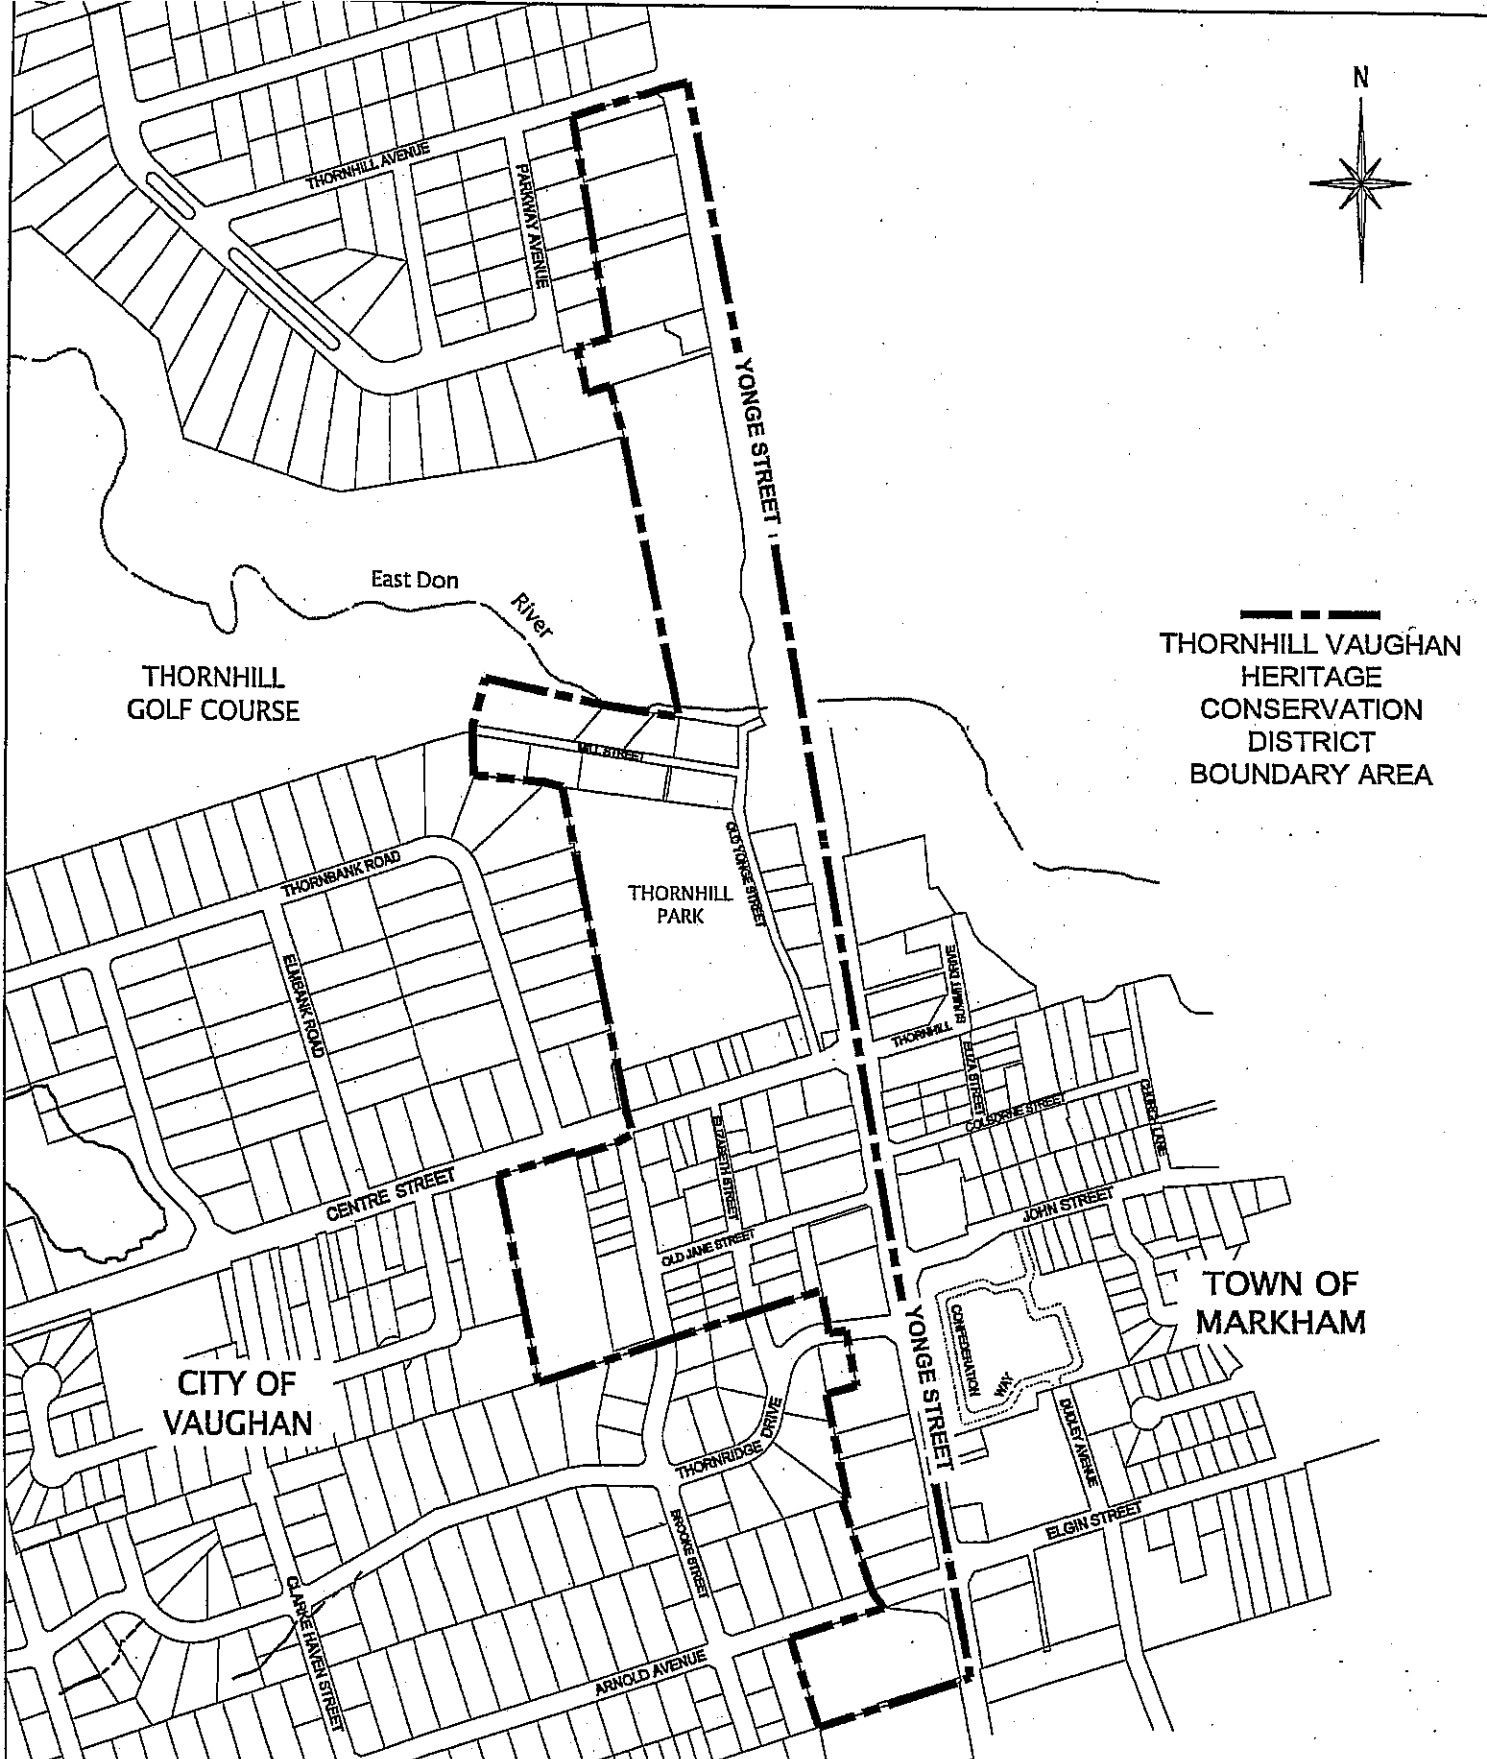 N
THORNHILL AVENUE
PARKWAY AVENUE
YONGE STREET
East Don
River
THORNHILL
GOLF COURSE
THORNHILL VAUGHAN
HERITAGE
CONSERVATION
DISTRICT
BOUNDARY AREA
MILL STREET
OLD YONGE STREET
THORNBANK ROAD
THORNHILL
PARK
ELMBANK ROAD
SUMMIT DRIVE
THORNHILL
ELIZA STREET
COLBORNE STREET
CHURCH LANE
ELIZABETH STREET
CENTRE STREET
JOHN STREET
OLD JANE STREET
TOWN OF
MARKHAM
CONFEDERATION
WAY
YONGE STREET
CITY OF
VAUGHAN
THORNRIDGE DRIVE
DUDLEY AVENUE
ELGIN STREET
BROOKE STREET
CLARKE HAVEN STREET
ARNOLD AVENUE